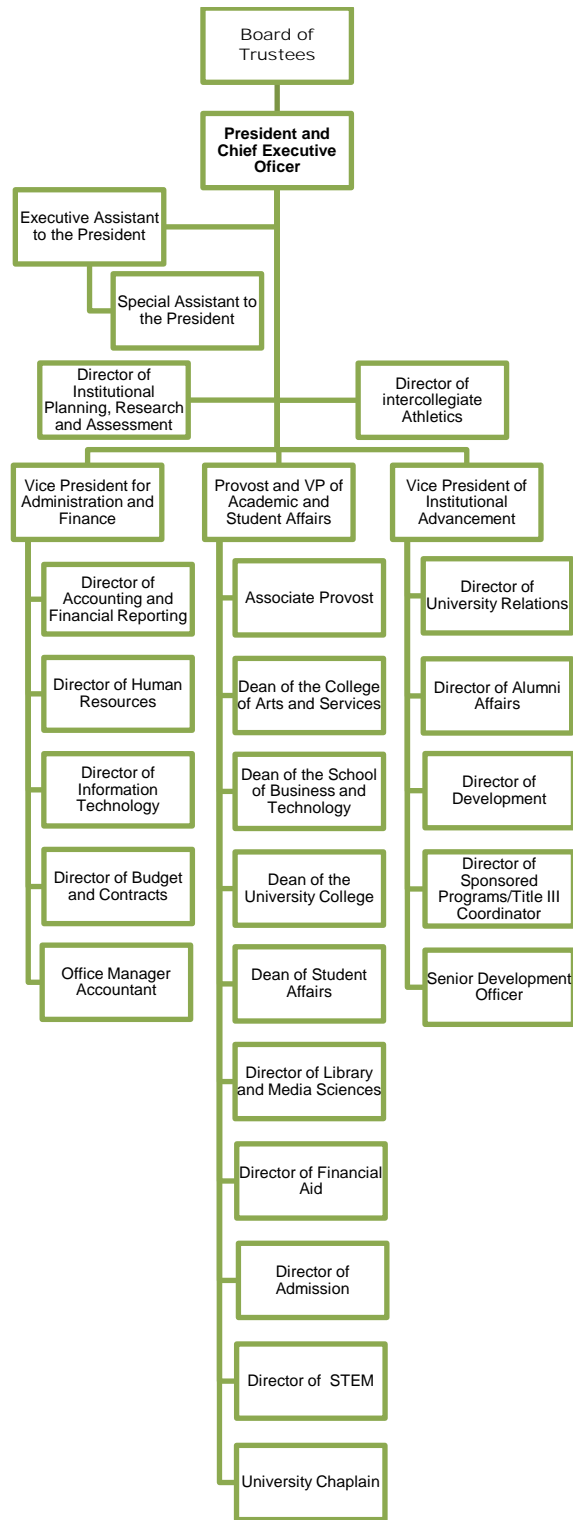 Board of
Trustees
President and
Chief Executive
Oficer
Executive Assistant
to the President
Special Assistant to
the President
Director of
Institutional
Planning, Research
and Assessment
Director of
intercollegiate
Athletics
Vice President for
Administration and
Finance
Provost and VP of
Academic and
Student Affairs
Vice President of
Institutional
Advancement
Director of
Accounting and
Financial Reporting
Director of Human
Resources
Director of
Information
Technology
Director of Budget
and Contracts
Office Manager
Accountant
Associate Provost
Dean of the College
of Arts and Services
Dean of the School
of Business and
Technology
Dean of the
University College
Dean of Student
Affairs
Director of Library
and Media Sciences
Director of Financial
Aid
Director of
Admission
Director of  STEM
University Chaplain
Director of
University Relations
Director of Alumni
Affairs
Director of
Development
Director of
Sponsored
Programs/Title III
Coordinator
Senior Development
Officer